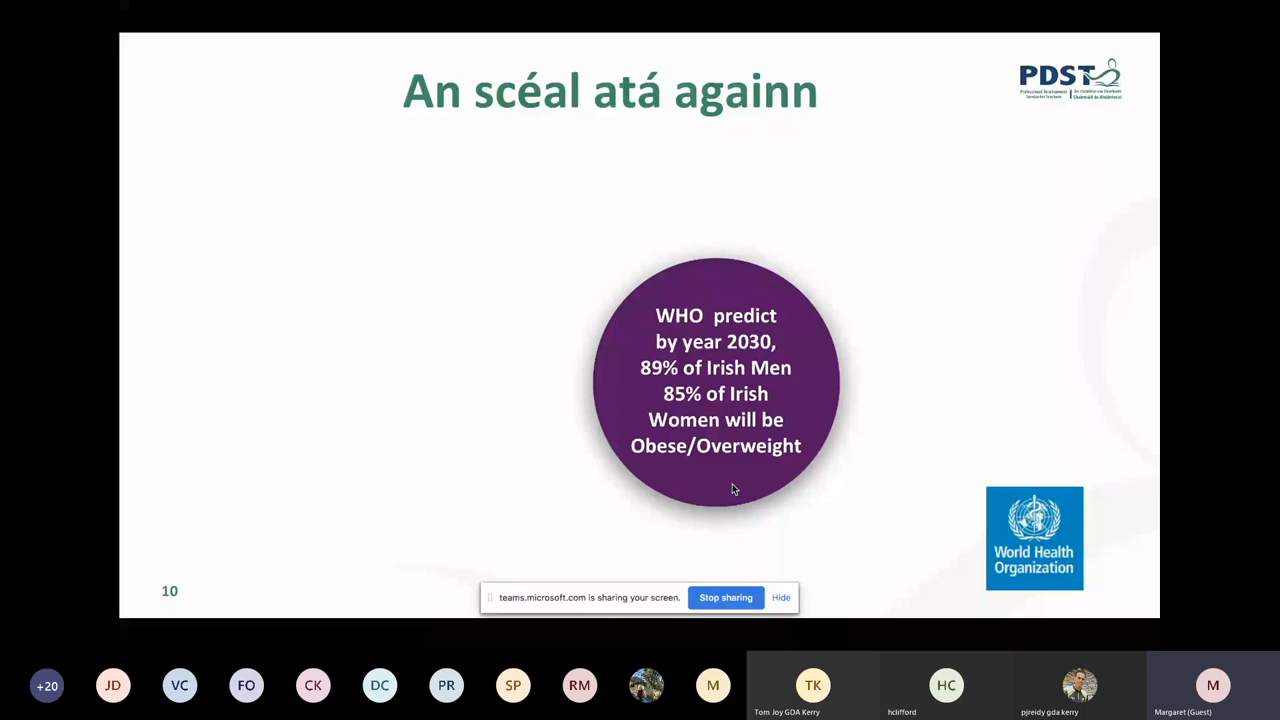 An scéal atá againn
PDST
Professional Development
Service for Teachers
WHO predict
by year 2030,
89% of Irish Men
85% of Irish
Women will be
Obese/Overweight
World Health
Organization
10
teams.microsoft.com is sharing your screen.
Stop sharing
Hide
+20
JD
VC
FO
CK
DC
PR
SP
RM
M
TK
HC
M
Tom Joy GDA Kerry
hclifford
pjreidy gda kerry
Margaret (Guest)